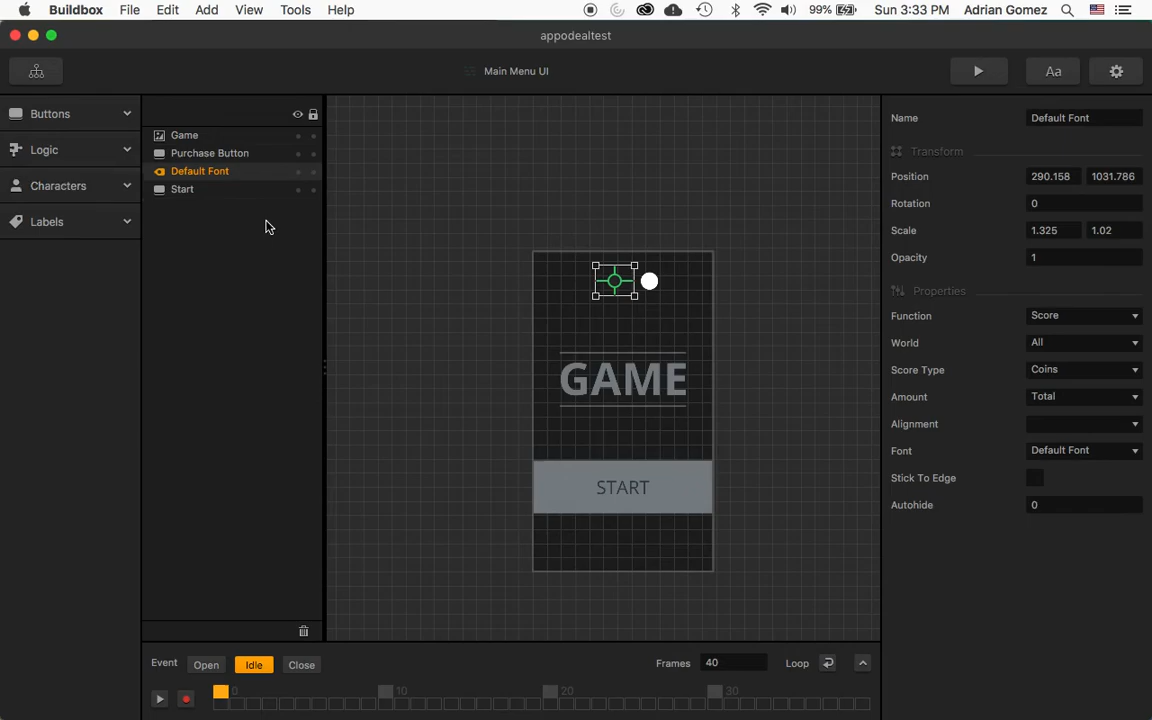 Buildbox File Edit Add View Tools Help 99% Sun 3:33 PM Adrian Gomez
appodealtest
Main Menu UI
Aa
Buttons
Logic
Characters
Labels
Game
Purchase Button
Default Font
Start
GAME
START
Name Default Font
Transform
Position 290.158 1031.786
Rotation 0
Scale 1.325 1.02
Opacity 1
Properties
Function Score
World All
Score Type Coins
Amount Total
Alignment
Font Default Font
Stick To Edge
Autohide 0
Event Open Idle Close Frames 40 Loop
0 10 20 30